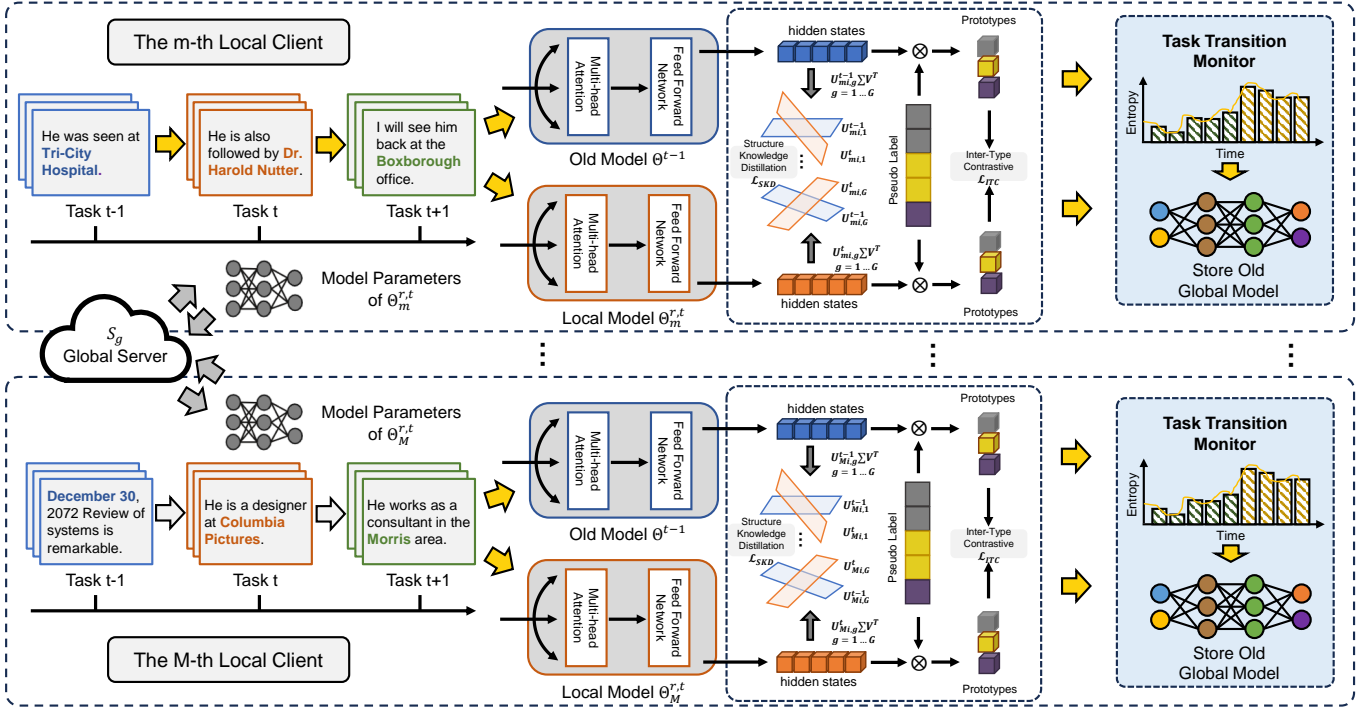 The m-th Local Client
He was seen at
Tri-City
Hospital.
Task t-1
He is also
followed by Dr.
Harold Nutter.
Task t
I will see him
back at the
Boxborough
office.
Task t+1
Model Parameters
of Θ_m^{r,t}
Multi-head
Attention
Feed Forward
Network
Old Model Θ^{t−1}
Multi-head
Attention
Feed Forward
Network
Local Model Θ_m^{r,t}
hidden states
U_{mi,g}^{t−1}∑V^T
g = 1 … G
Structure
Knowledge
Distillation
ℒ_{SKD}
U_{mi,1}^{t−1}
U_{mi,1}^{t}
U_{mi,G}^{t}
U_{mi,G}^{t−1}
U_{mi,g}^{t}∑V^T
g = 1 … G
hidden states
Pseudo Label
Prototypes
Inter-Type
Contrastive
ℒ_{ITC}
Prototypes
Task Transition
Monitor
Entropy
Time
Store Old
Global Model
S_g
Global Server
Model Parameters
of Θ_M^{r,t}
December 30,
2072 Review of
systems is
remarkable.
Task t-1
He is a designer
at Columbia
Pictures.
Task t
He works as a
consultant in the
Morris area.
Task t+1
The M-th Local Client
Multi-head
Attention
Feed Forward
Network
Old Model Θ^{t−1}
Multi-head
Attention
Feed Forward
Network
Local Model Θ_M^{r,t}
hidden states
U_{Mi,g}^{t−1}∑V^T
g = 1 … G
Structure
Knowledge
Distillation
ℒ_{SKD}
U_{Mi,1}^{t−1}
U_{Mi,1}^{t}
U_{Mi,G}^{t}
U_{Mi,G}^{t−1}
U_{Mi,g}^{t}∑V^T
g = 1 … G
hidden states
Pseudo Label
Prototypes
Inter-Type
Contrastive
ℒ_{ITC}
Prototypes
Task Transition
Monitor
Entropy
Time
Store Old
Global Model